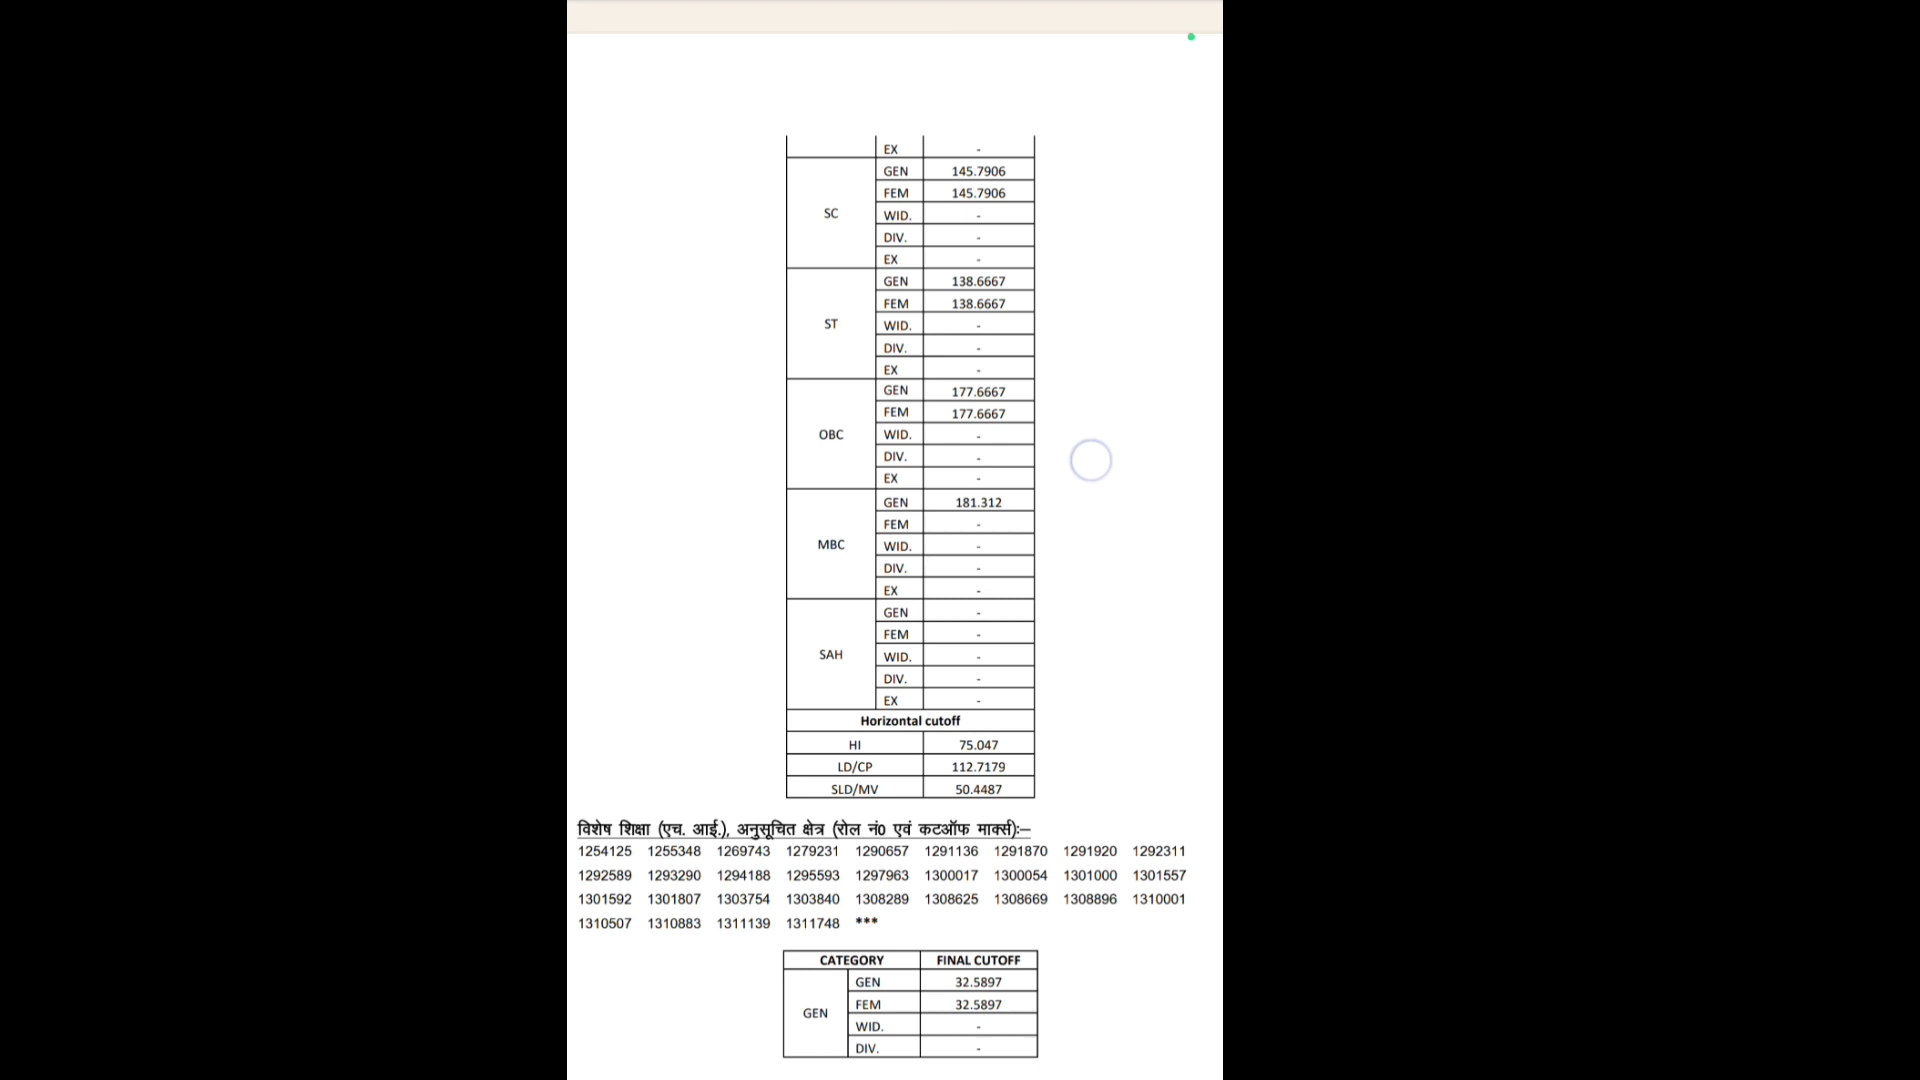 EX -
GEN 145.7906
FEM 145.7906
SC WID. -
DIV. -
EX -
GEN 138.6667
FEM 138.6667
ST WID. -
DIV. -
EX -
GEN 177.6667
FEM 177.6667
OBC WID. -
DIV. -
EX -
GEN 181.312
FEM -
MBC WID. -
DIV. -
EX -
GEN -
FEM -
SAH WID. -
DIV. -
EX -
Horizontal cutoff
HI 75.047
LD/CP 112.7179
SLD/MV 50.4487
विशेष शिक्षा (एच. आई.), अनुसूचित क्षेत्र (रोल नं0 एवं कटऑफ मार्क्स):–
1254125 1255348 1269743 1279231 1290657 1291136 1291870 1291920 1292311
1292589 1293290 1294188 1295593 1297963 1300017 1300054 1301000 1301557
1301592 1301807 1303754 1303840 1308289 1308625 1308669 1308896 1310001
1310507 1310883 1311139 1311748 ***
CATEGORY FINAL CUTOFF
GEN 32.5897
FEM 32.5897
GEN WID. -
DIV. -